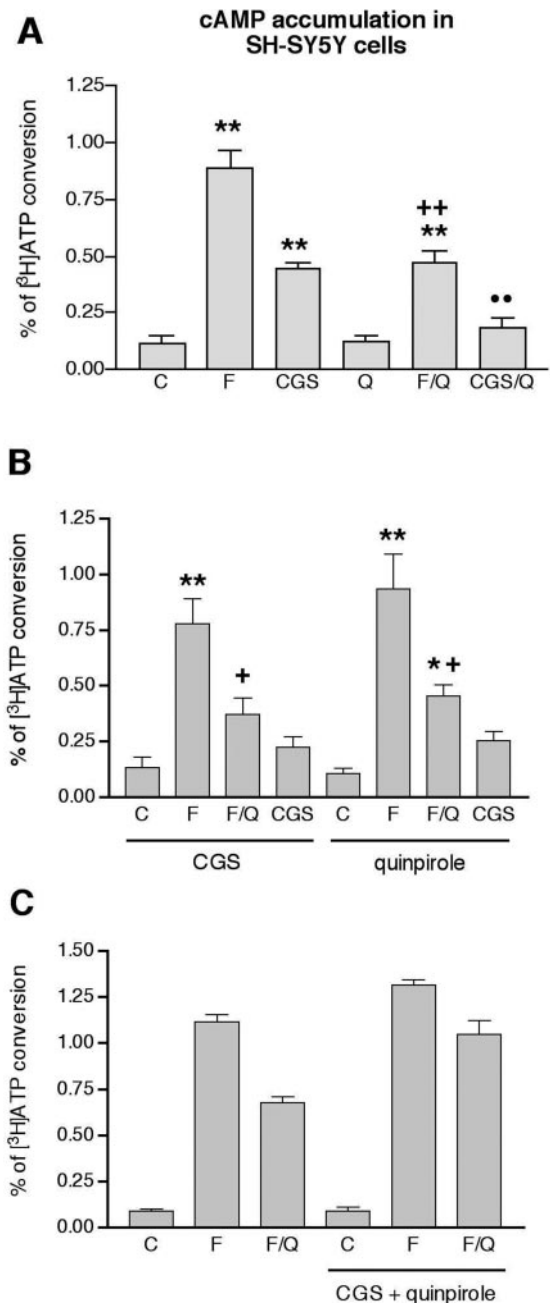 A
cAMP accumulation in
SH-SY5Y cells
% of [³H]ATP conversion
1.25
1.00
0.75
0.50
0.25
0.00
**
**
++
**
••
C F CGS Q F/Q CGS/Q
B
% of [³H]ATP conversion
1.25
1.00
0.75
0.50
0.25
0.00
**
+
**
*+
C F F/Q CGS C F F/Q CGS
CGS quinpirole
C
% of [³H]ATP conversion
1.50
1.25
1.00
0.75
0.50
0.25
0.00
C F F/Q C F F/Q
CGS + quinpirole